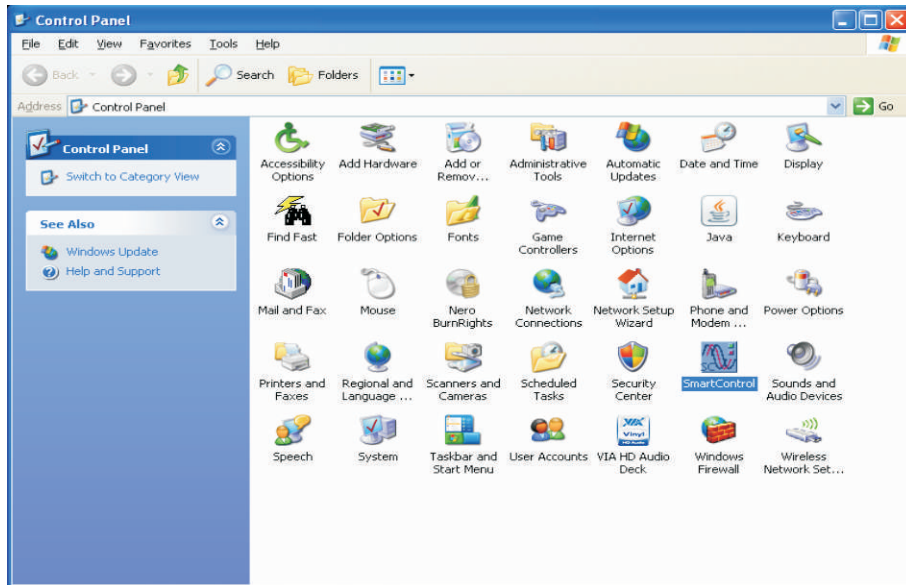 Control Panel
File Edit View Favorites Tools Help
Back Search Folders
Address Control Panel Go
Control Panel
Switch to Category View
See Also
Windows Update
Help and Support
Accessibility Options
Add Hardware
Add or Remov...
Administrative Tools
Automatic Updates
Date and Time
Display
Find Fast
Folder Options
Fonts
Game Controllers
Internet Options
Java
Keyboard
Mail and Fax
Mouse
Nero BurnRights
Network Connections
Network Setup Wizard
Phone and Modem ...
Power Options
Printers and Faxes
Regional and Language ...
Scanners and Cameras
Scheduled Tasks
Security Center
SC
SmartControl
Sounds and Audio Devices
Speech
System
Taskbar and Start Menu
User Accounts
VIA
Vinyl
HD Audio
VIA HD Audio Deck
Windows Firewall
Wireless Network Set...